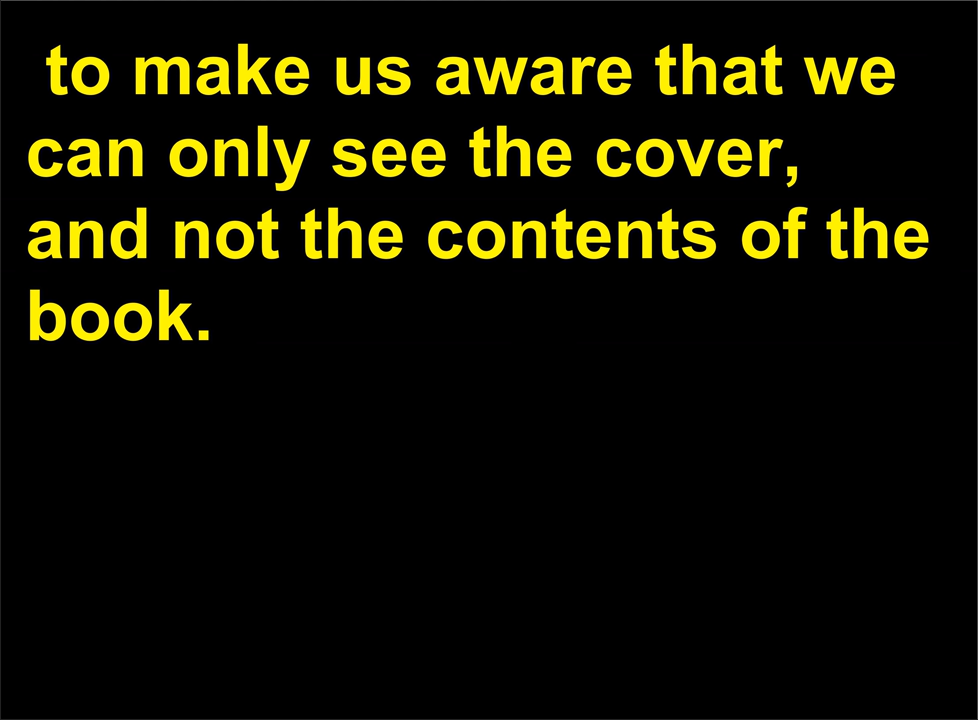 to make us aware that we
can only see the cover,
and not the contents of the
book.